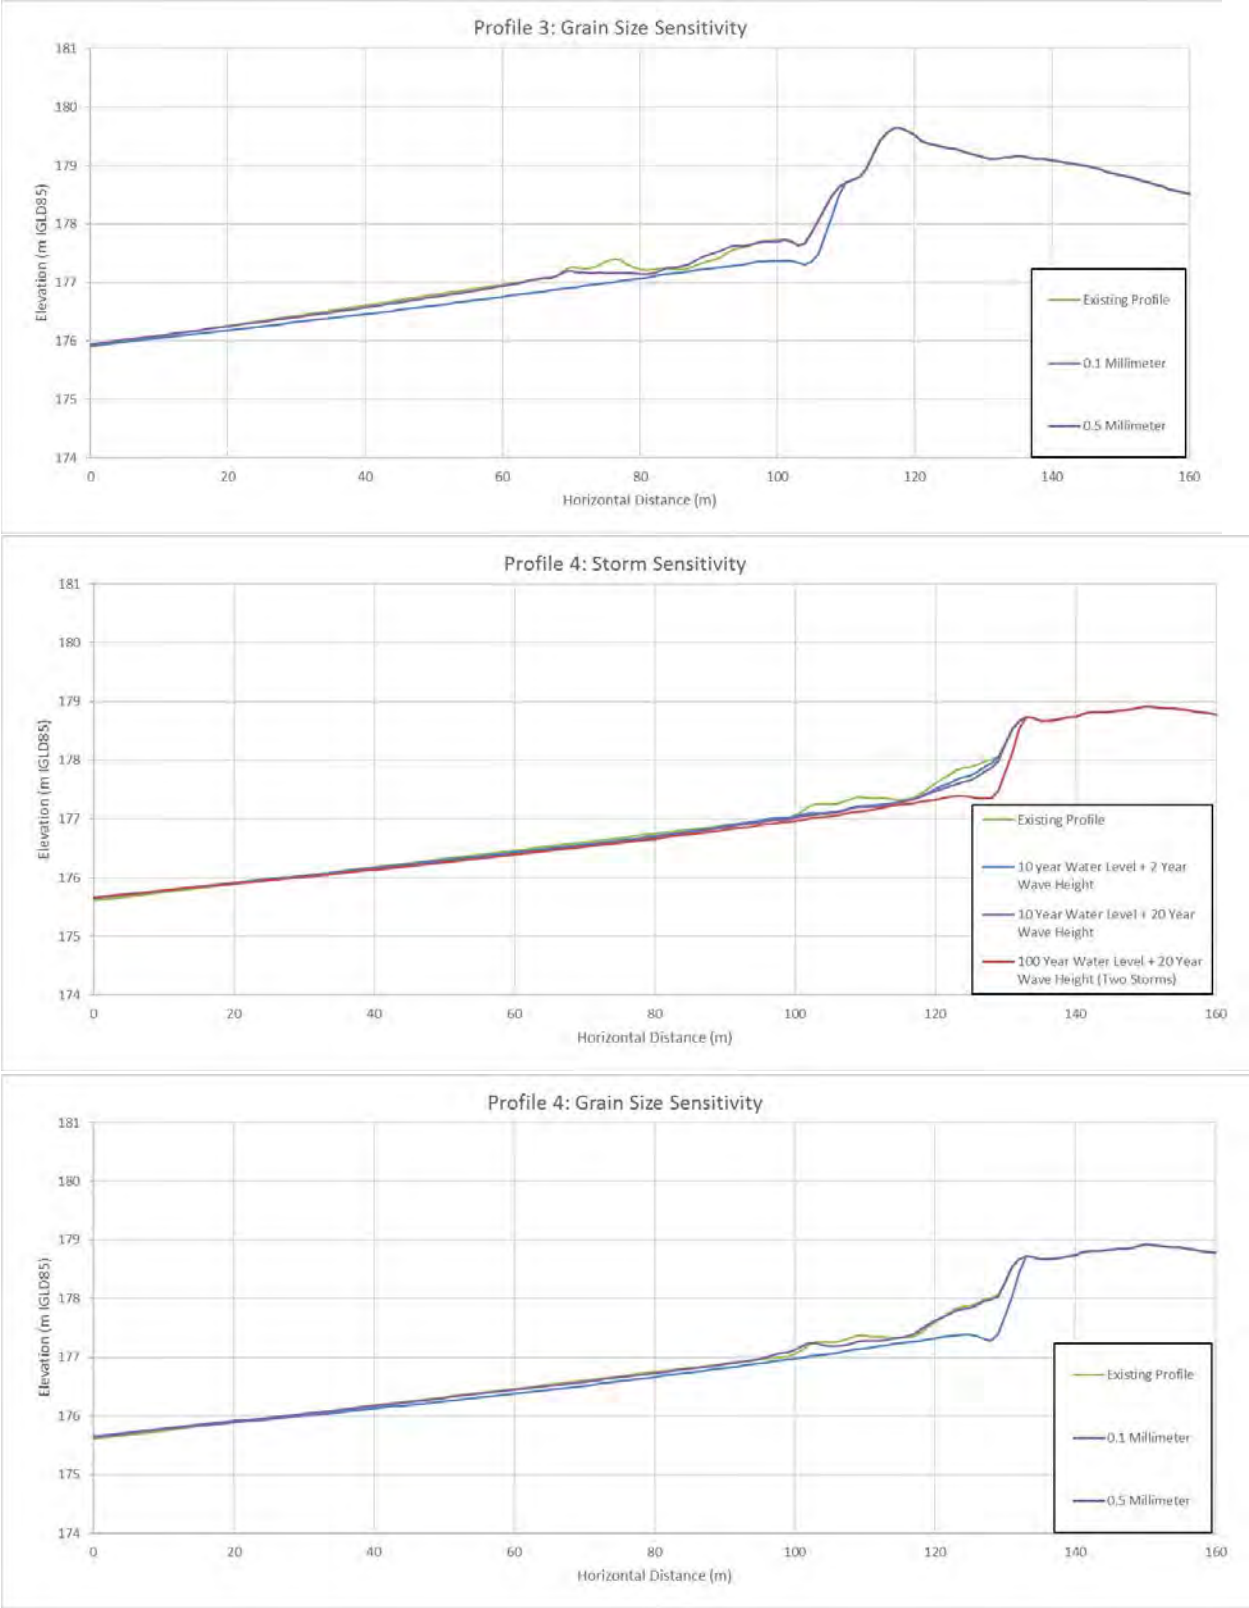 Profile 3: Grain Size Sensitivity
181
180
179
178
177
176
175
174
Elevation (m IGLD85)
0 20 40 60 80 100 120 140 160
Horizontal Distance (m)
Existing Profile
0.1 Millimeter
0.5 Millimeter
Profile 4: Storm Sensitivity
181
180
179
178
177
176
175
174
Elevation (m IGLD85)
0 20 40 60 80 100 120 140 160
Horizontal Distance (m)
Existing Profile
10 year Water Level + 2 Year
Wave Height
10 Year Water Level + 20 Year
Wave Height
100 Year Water Level + 20 Year
Wave Height (Two Storms)
Profile 4: Grain Size Sensitivity
181
180
179
178
177
176
175
174
Elevation (m IGLD85)
0 20 40 60 80 100 120 140 160
Horizontal Distance (m)
Existing Profile
0.1 Millimeter
0.5 Millimeter